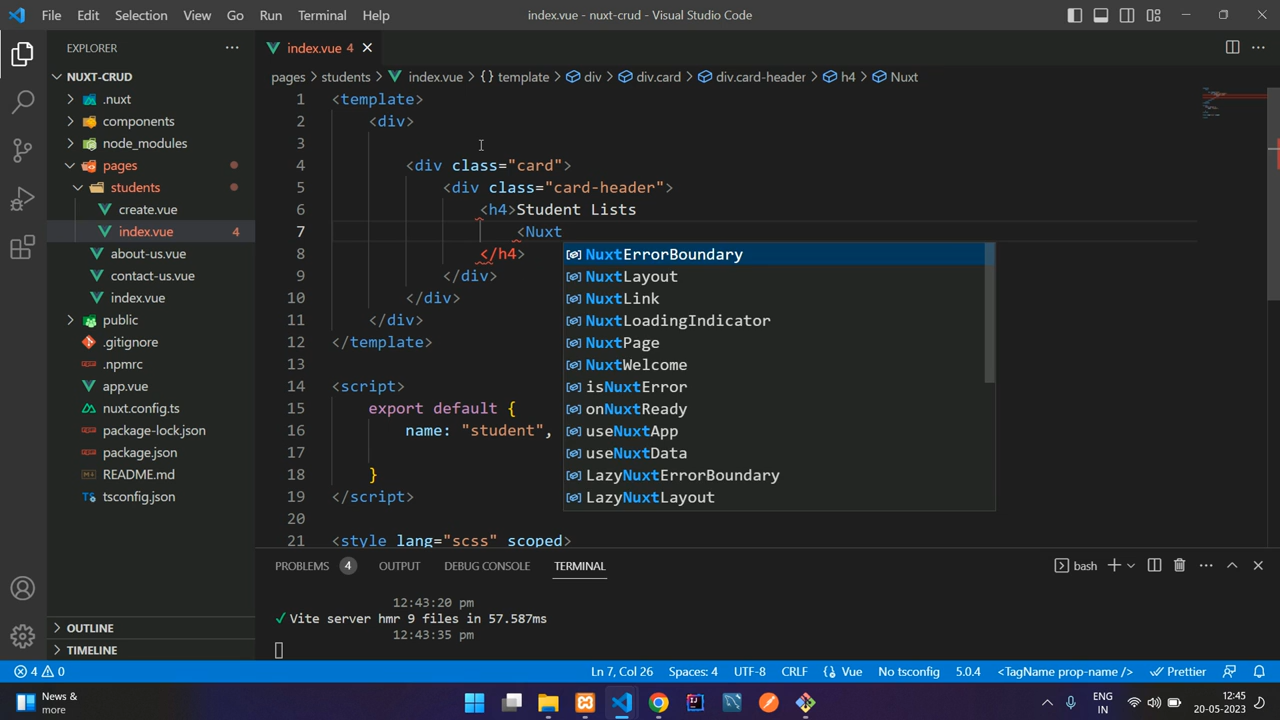 File Edit Selection View Go Run Terminal Help
index.vue - nuxt-crud - Visual Studio Code
EXPLORER
NUXT-CRUD
.nuxt
components
node_modules
pages
students
create.vue
index.vue 4
about-us.vue
contact-us.vue
index.vue
public
.gitignore
.npmrc
app.vue
nuxt.config.ts
package-lock.json
package.json
README.md
tsconfig.json
OUTLINE
TIMELINE
index.vue 4
pages > students > index.vue > {} template > div > div.card > div.card-header > h4 > Nuxt
1 <template>
2 <div>
3
4 <div class="card">
5 <div class="card-header">
6 <h4>Student Lists
7 <Nuxt
8 </h4>
9 </div>
10 </div>
11 </div>
12 </template>
13
14 <script>
15 export default {
16 name: "student",
17
18 }
19 </script>
20
21 <style lang="scss" scoped>
NuxtErrorBoundary
NuxtLayout
NuxtLink
NuxtLoadingIndicator
NuxtPage
NuxtWelcome
isNuxtError
onNuxtReady
useNuxtApp
useNuxtData
LazyNuxtErrorBoundary
LazyNuxtLayout
PROBLEMS 4 OUTPUT DEBUG CONSOLE TERMINAL
bash
12:43:20 pm
✓ Vite server hmr 9 files in 57.587ms
12:43:35 pm
4 0
Ln 7, Col 26 Spaces: 4 UTF-8 CRLF {} Vue No tsconfig 5.0.4 <TagName prop-name /> Prettier
News &
more
ENG
IN
12:45
20-05-2023